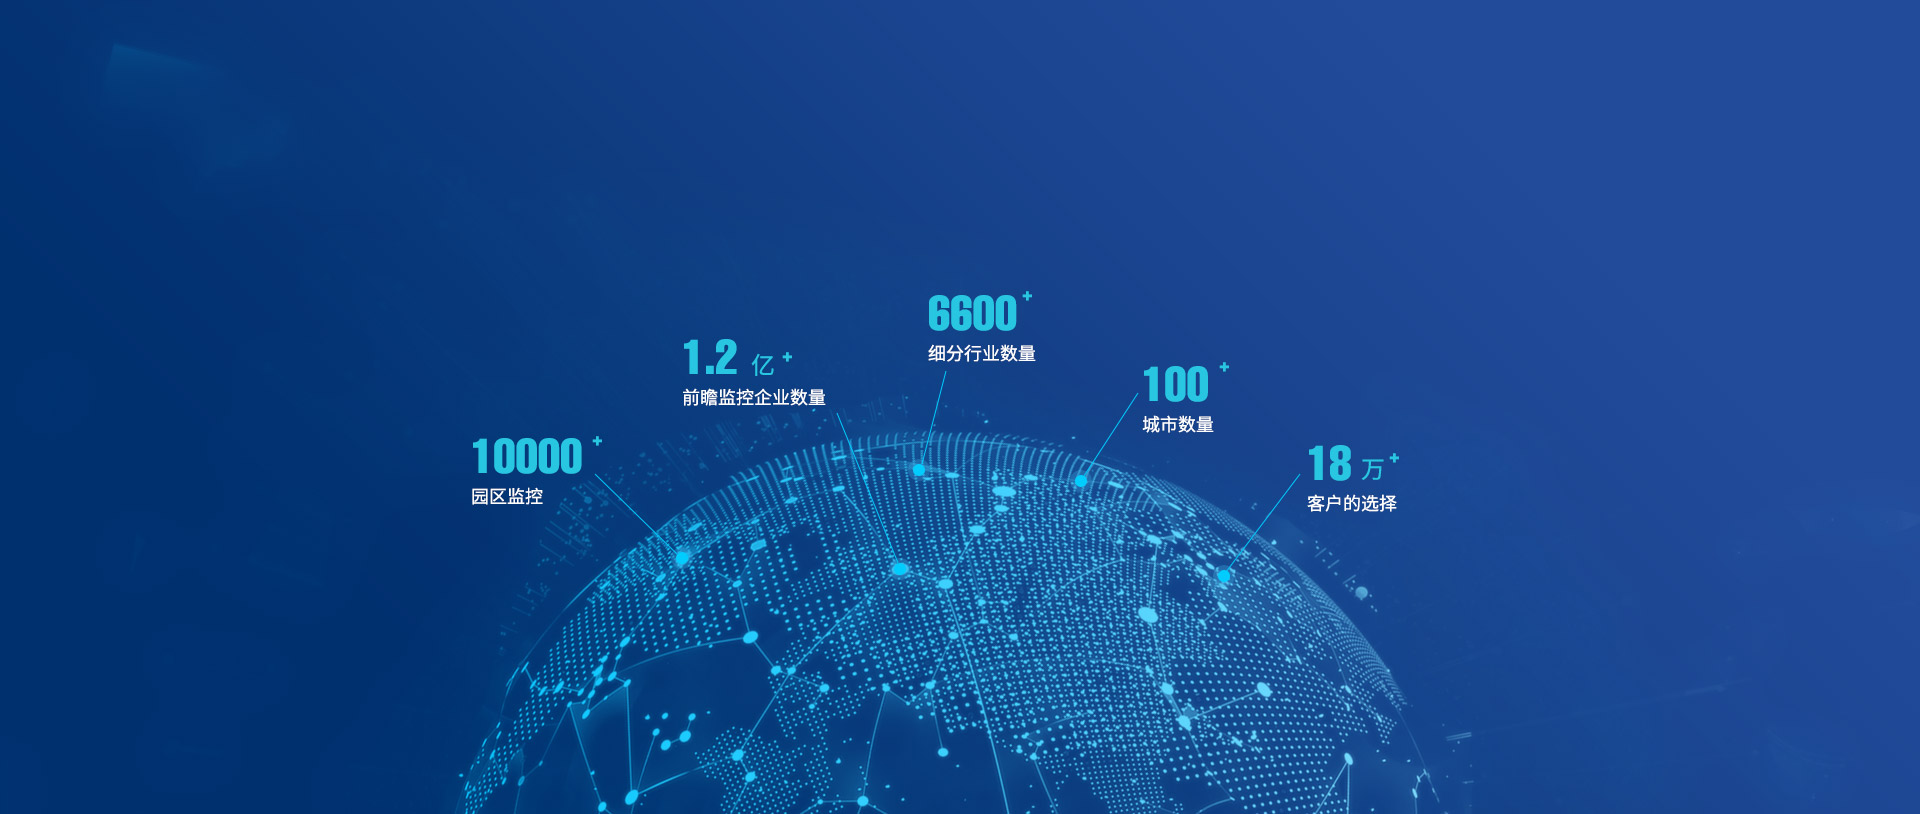 6600+
细分行业数量
1.2 亿+
前瞻监控企业数量
100+
城市数量
10000+
园区监控
18 万+
客户的选择